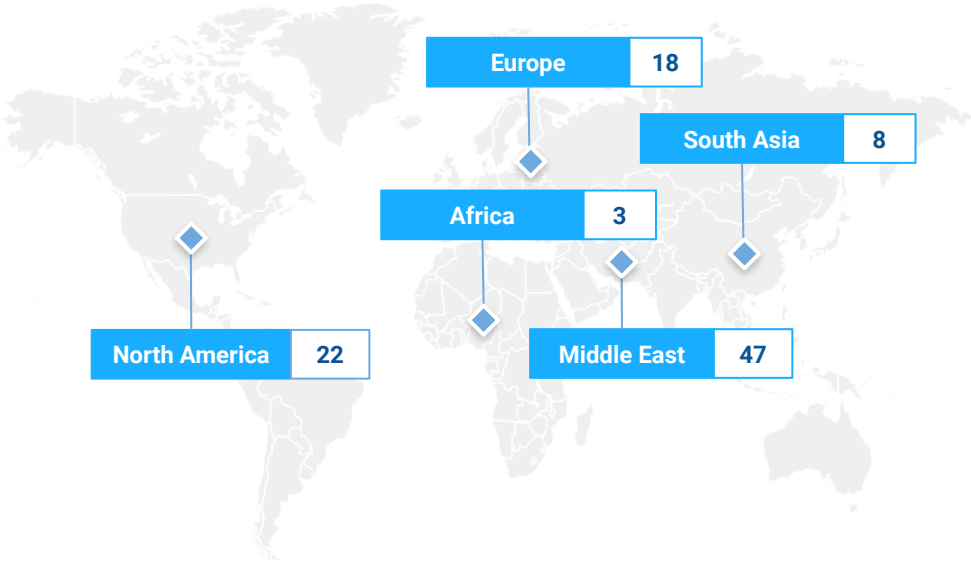 Europe 18
South Asia 8
Africa 3
North America 22
Middle East 47